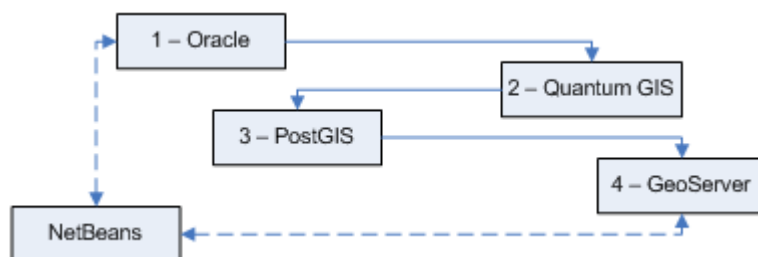 1 – Oracle
2 – Quantum GIS
3 – PostGIS
4 – GeoServer
NetBeans